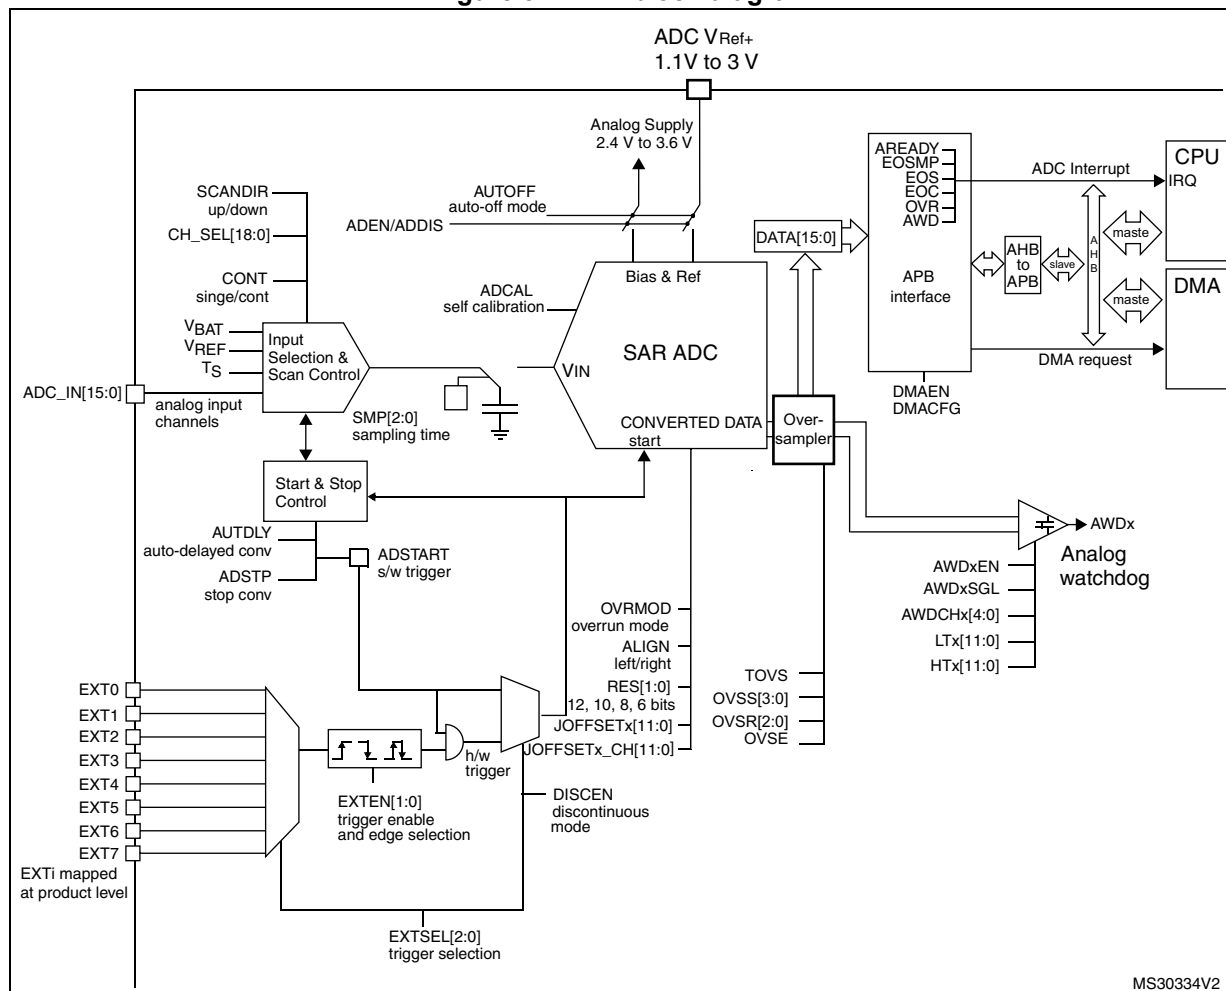 ADC VRef+
1.1V to 3 V
Analog Supply
2.4 V to 3.6 V
AUTOFF
auto-off mode
ADEN/ADDIS
SCANDIR
up/down
CH_SEL[18:0]
CONT
singe/cont
VBAT
VREF
TS
ADC_IN[15:0]
analog input
channels
Input
Selection &
Scan Control
SMP[2:0]
sampling time
ADCAL
self calibration
Bias & Ref
SAR ADC
VIN
CONVERTED DATA
start
Over-
sampler
DATA[15:0]
AREADY
EOSMP
EOS
EOC
OVR
AWD
APB
interface
DMAEN
DMACFG
ADC Interrupt
CPU
IRQ
AHB
to
APB
slave
A
H
B
maste
maste
DMA
DMA request
Start & Stop
Control
AUTDLY
auto-delayed conv
ADSTP
stop conv
ADSTART
s/w trigger
AWDx
Analog
watchdog
AWDxEN
AWDxSGL
AWDCHx[4:0]
LTx[11:0]
HTx[11:0]
OVRMOD
overrun mode
ALIGN
left/right
RES[1:0]
12, 10, 8, 6 bits
JOFFSETx[11:0]
JOFFSETx_CH[11:0]
TOVS
OVSS[3:0]
OVSR[2:0]
OVSE
EXT0
EXT1
EXT2
EXT3
EXT4
EXT5
EXT6
EXT7
EXTi mapped
at product level
h/w
trigger
EXTEN[1:0]
trigger enable
and edge selection
DISCEN
discontinuous
mode
EXTSEL[2:0]
trigger selection
MS30334V2